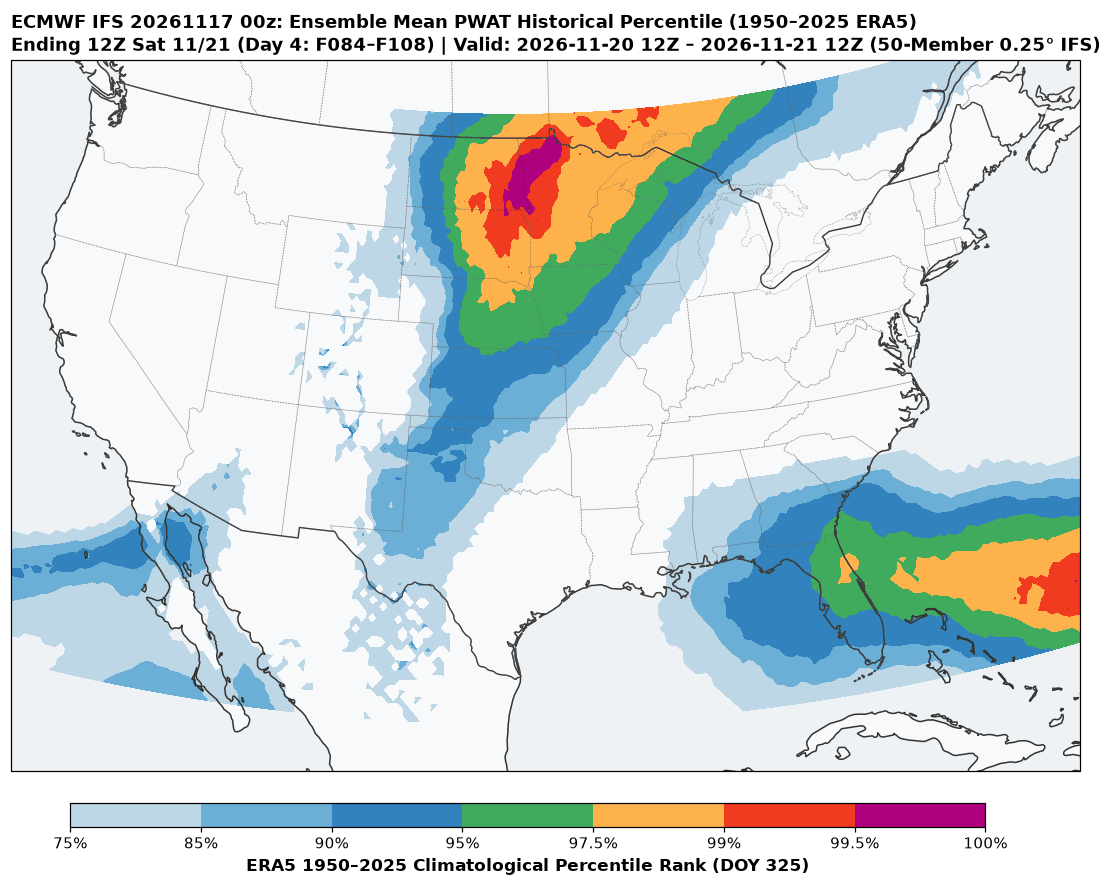 ECMWF IFS 20261117 00z: Ensemble Mean PWAT Historical Percentile (1950–2025 ERA5)
Ending 12Z Sat 11/21 (Day 4: F084–F108) | Valid: 2026-11-20 12Z – 2026-11-21 12Z (50-Member 0.25° IFS)
75% 85% 90% 95% 97.5% 99% 99.5% 100%
ERA5 1950–2025 Climatological Percentile Rank (DOY 325)